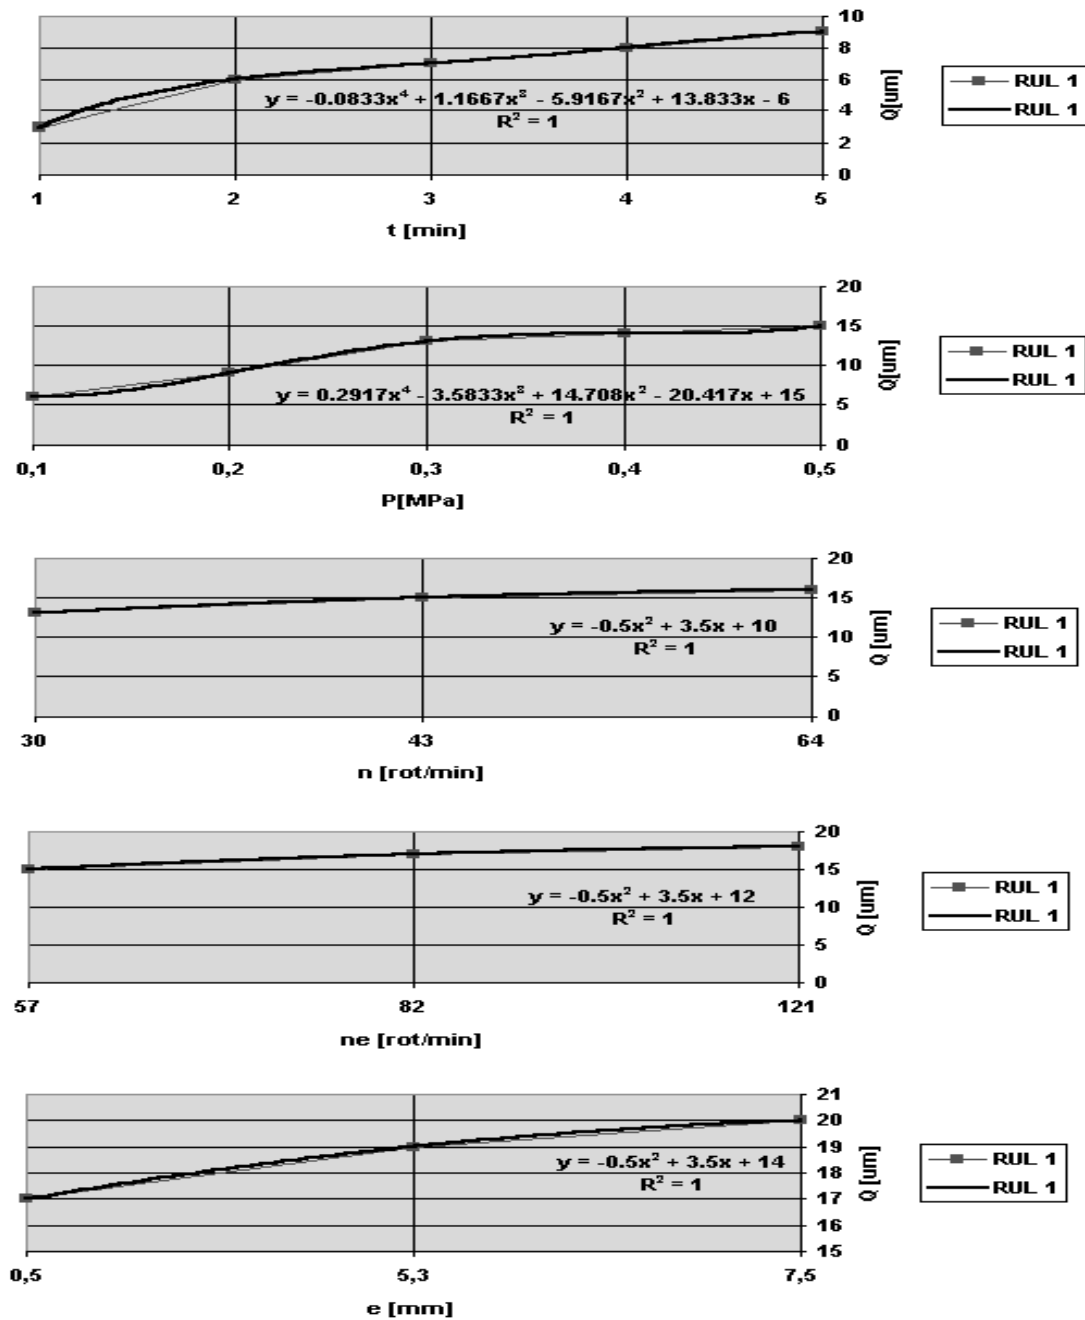 10
8
6
4
2
0
y = -0.0833x⁴ + 1.1667x³ - 5.9167x² + 13.833x - 6
R² = 1
Q[um]
RUL 1
RUL 1
1 2 3 4 5
t [min]
20
15
10
5
0
y = 0.2917x⁴ - 3.5833x³ + 14.708x² - 20.417x + 15
R² = 1
Q[um]
RUL 1
RUL 1
0,1 0,2 0,3 0,4 0,5
P[MPa]
20
15
10
5
0
y = -0.5x² + 3.5x + 10
R² = 1
Q [um]
RUL 1
RUL 1
30 43 64
n [rot/min]
20
15
10
5
0
y = -0.5x² + 3.5x + 12
R² = 1
Q [um]
RUL 1
RUL 1
57 82 121
ne [rot/min]
21
20
19
18
17
16
15
y = -0.5x² + 3.5x + 14
R² = 1
Q [um]
RUL 1
RUL 1
0,5 5,3 7,5
e [mm]